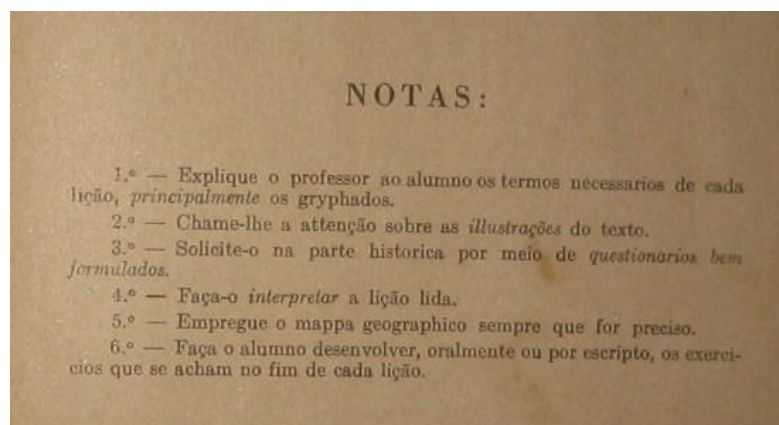 NOTAS:
1.º — Explique o professor ao alumno os termos necessarios de cada
lição, principalmente os gryphados.
2.º — Chame-lhe a attenção sobre as illustrações do texto.
3.º — Solicite-o na parte historica por meio de questionarios bem
formulados.
4.º — Faça-o interpretar a lição lida.
5.º — Empregue o mappa geographico sempre que for preciso.
6.º — Faça o alumno desenvolver, oralmente ou por escripto, os exerci-
cios que se acham no fim de cada lição.